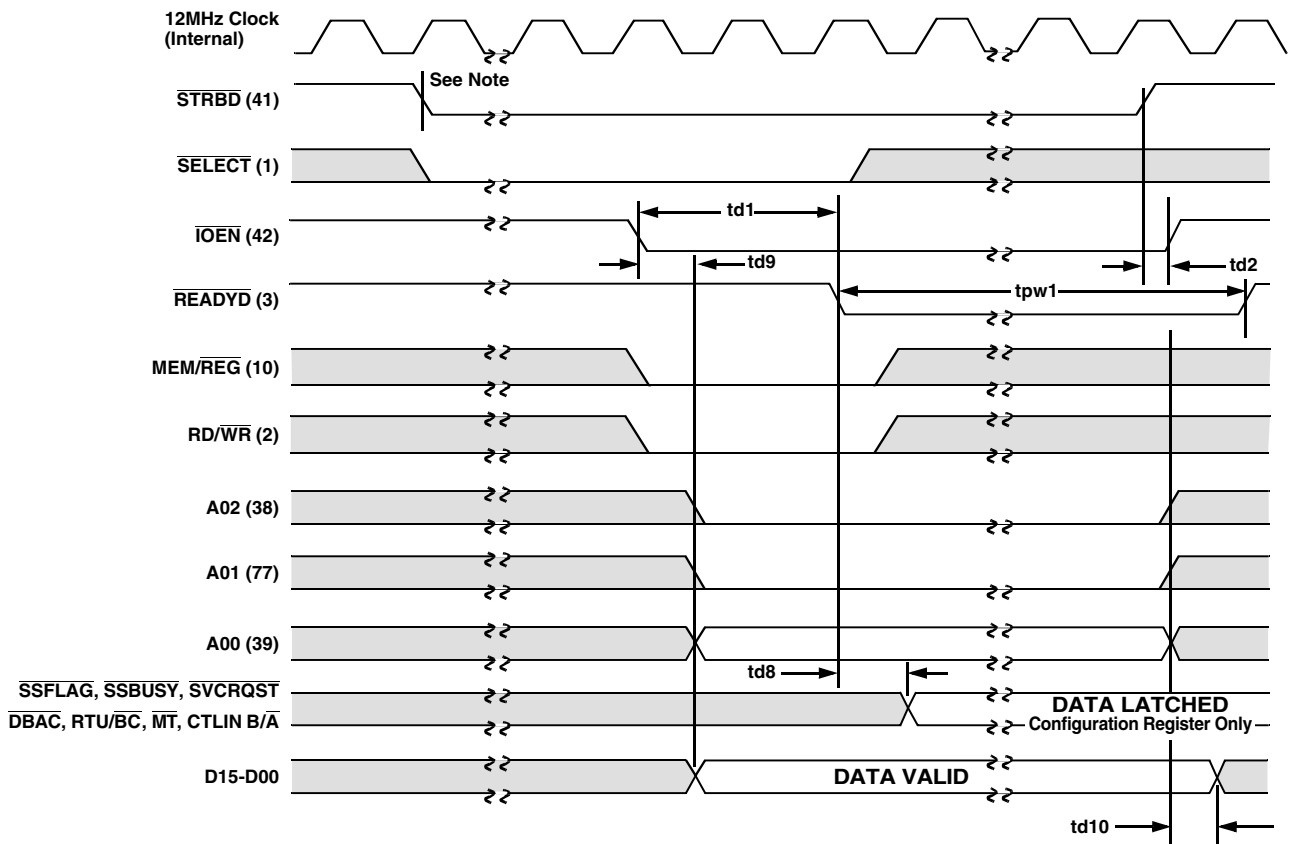 12MHz Clock
(Internal)
See Note
STRBD (41)
SELECT (1)
td1
IOEN (42)
td9
td2
READYD (3)
tpw1
MEM/REG (10)
RD/WR (2)
A02 (38)
A01 (77)
A00 (39)
td8
SSFLAG, SSBUSY, SVCRQST
DATA LATCHED
DBAC, RTU/BC, MT, CTLIN B/A
Configuration Register Only
D15-D00
DATA VALID
td10